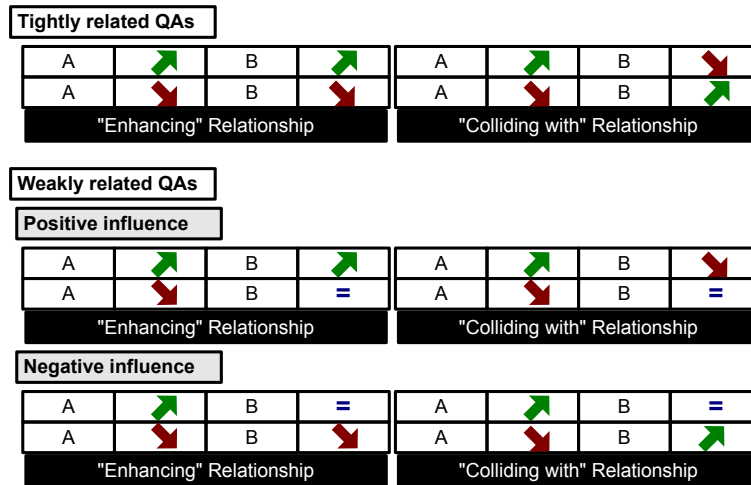 Tightly related QAs
A B A B
A B A B
"Enhancing" Relationship "Colliding with" Relationship
Weakly related QAs
Positive influence
A B A B
A B = A B =
"Enhancing" Relationship "Colliding with" Relationship
Negative influence
A B = A B =
A B A B
"Enhancing" Relationship "Colliding with" Relationship